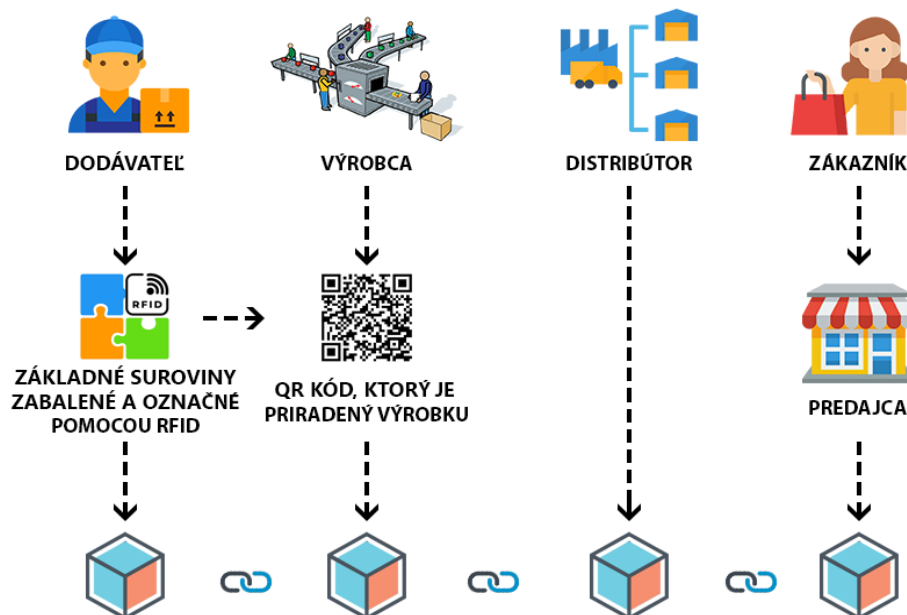 DODÁVATEĽ
VÝROBCA
DISTRIBÚTOR
ZÁKAZNÍK
RFID
ZÁKLADNÉ SUROVINY
ZABALENÉ A OZNAČNÉ
POMOCOU RFID
QR KÓD, KTORÝ JE
PRIRADENÝ VÝROBKU
PREDAJCA